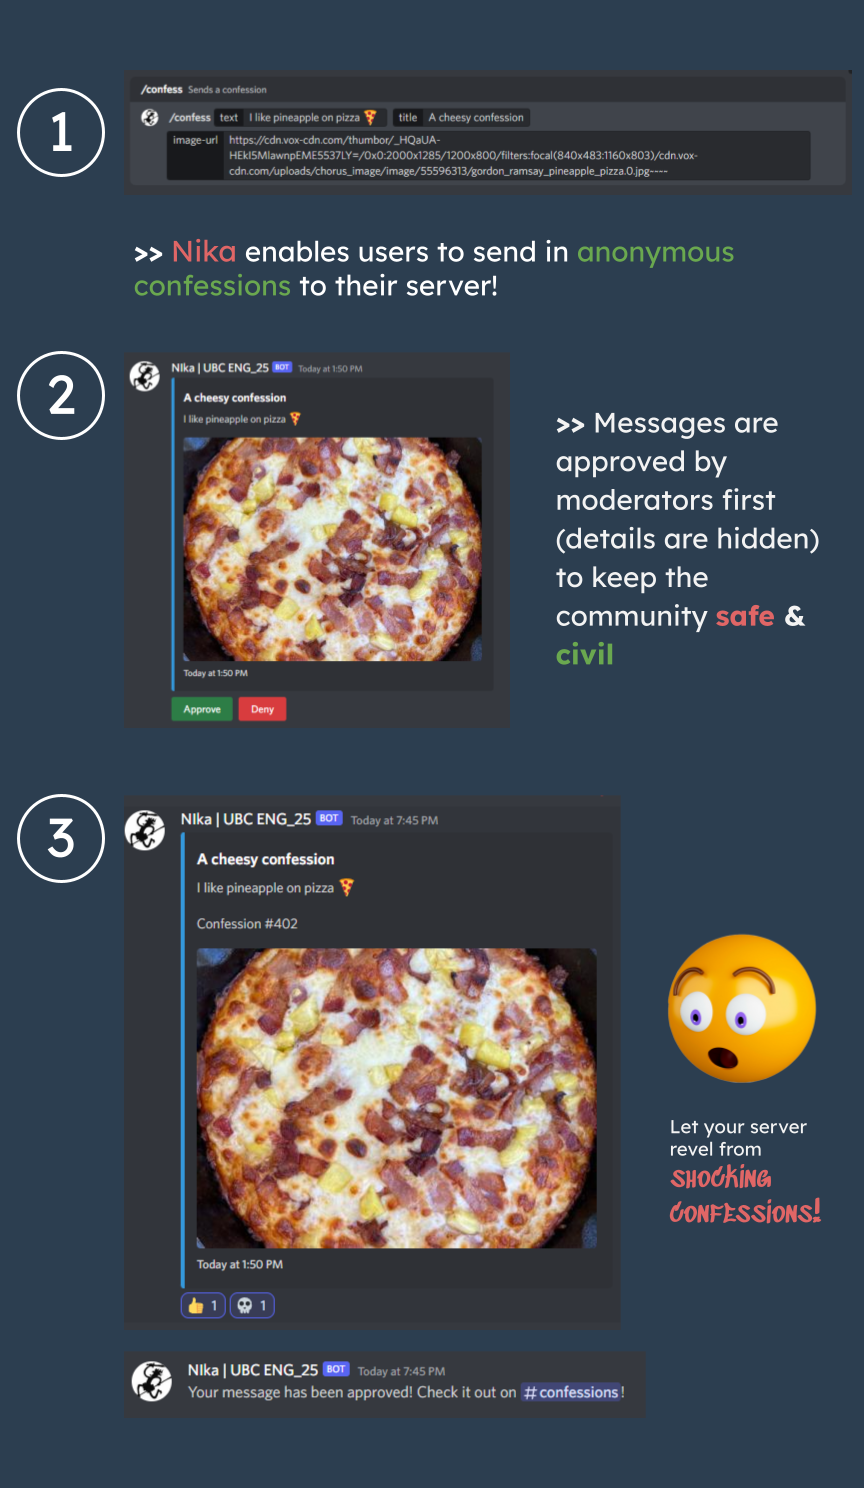 1
/confess Sends a confession
/confess text I like pineapple on pizza 🍕 title A cheesy confession
image-url https://cdn.vox-cdn.com/thumbor/_HQaUA-
HEkI5MlawnpEME5537LY=/0x0:2000x1285/1200x800/filters:focal(840x483:1160x803)/cdn.vox-
cdn.com/uploads/chorus_image/image/55596313/gordon_ramsay_pineapple_pizza.0.jpg----
>> Nika enables users to send in anonymous
confessions to their server!
2
NIka | UBC ENG_25 BOT Today at 1:50 PM
A cheesy confession
I like pineapple on pizza 🍕
Today at 1:50 PM
Approve Deny
>> Messages are
approved by
moderators first
(details are hidden)
to keep the
community safe &
civil
3
NIka | UBC ENG_25 BOT Today at 7:45 PM
A cheesy confession
I like pineapple on pizza 🍕
Confession #402
Today at 1:50 PM
👍 1 💀 1
Let your server
revel from
SHOCKING
CONFESSIONS!
NIka | UBC ENG_25 BOT Today at 7:45 PM
Your message has been approved! Check it out on #confessions!